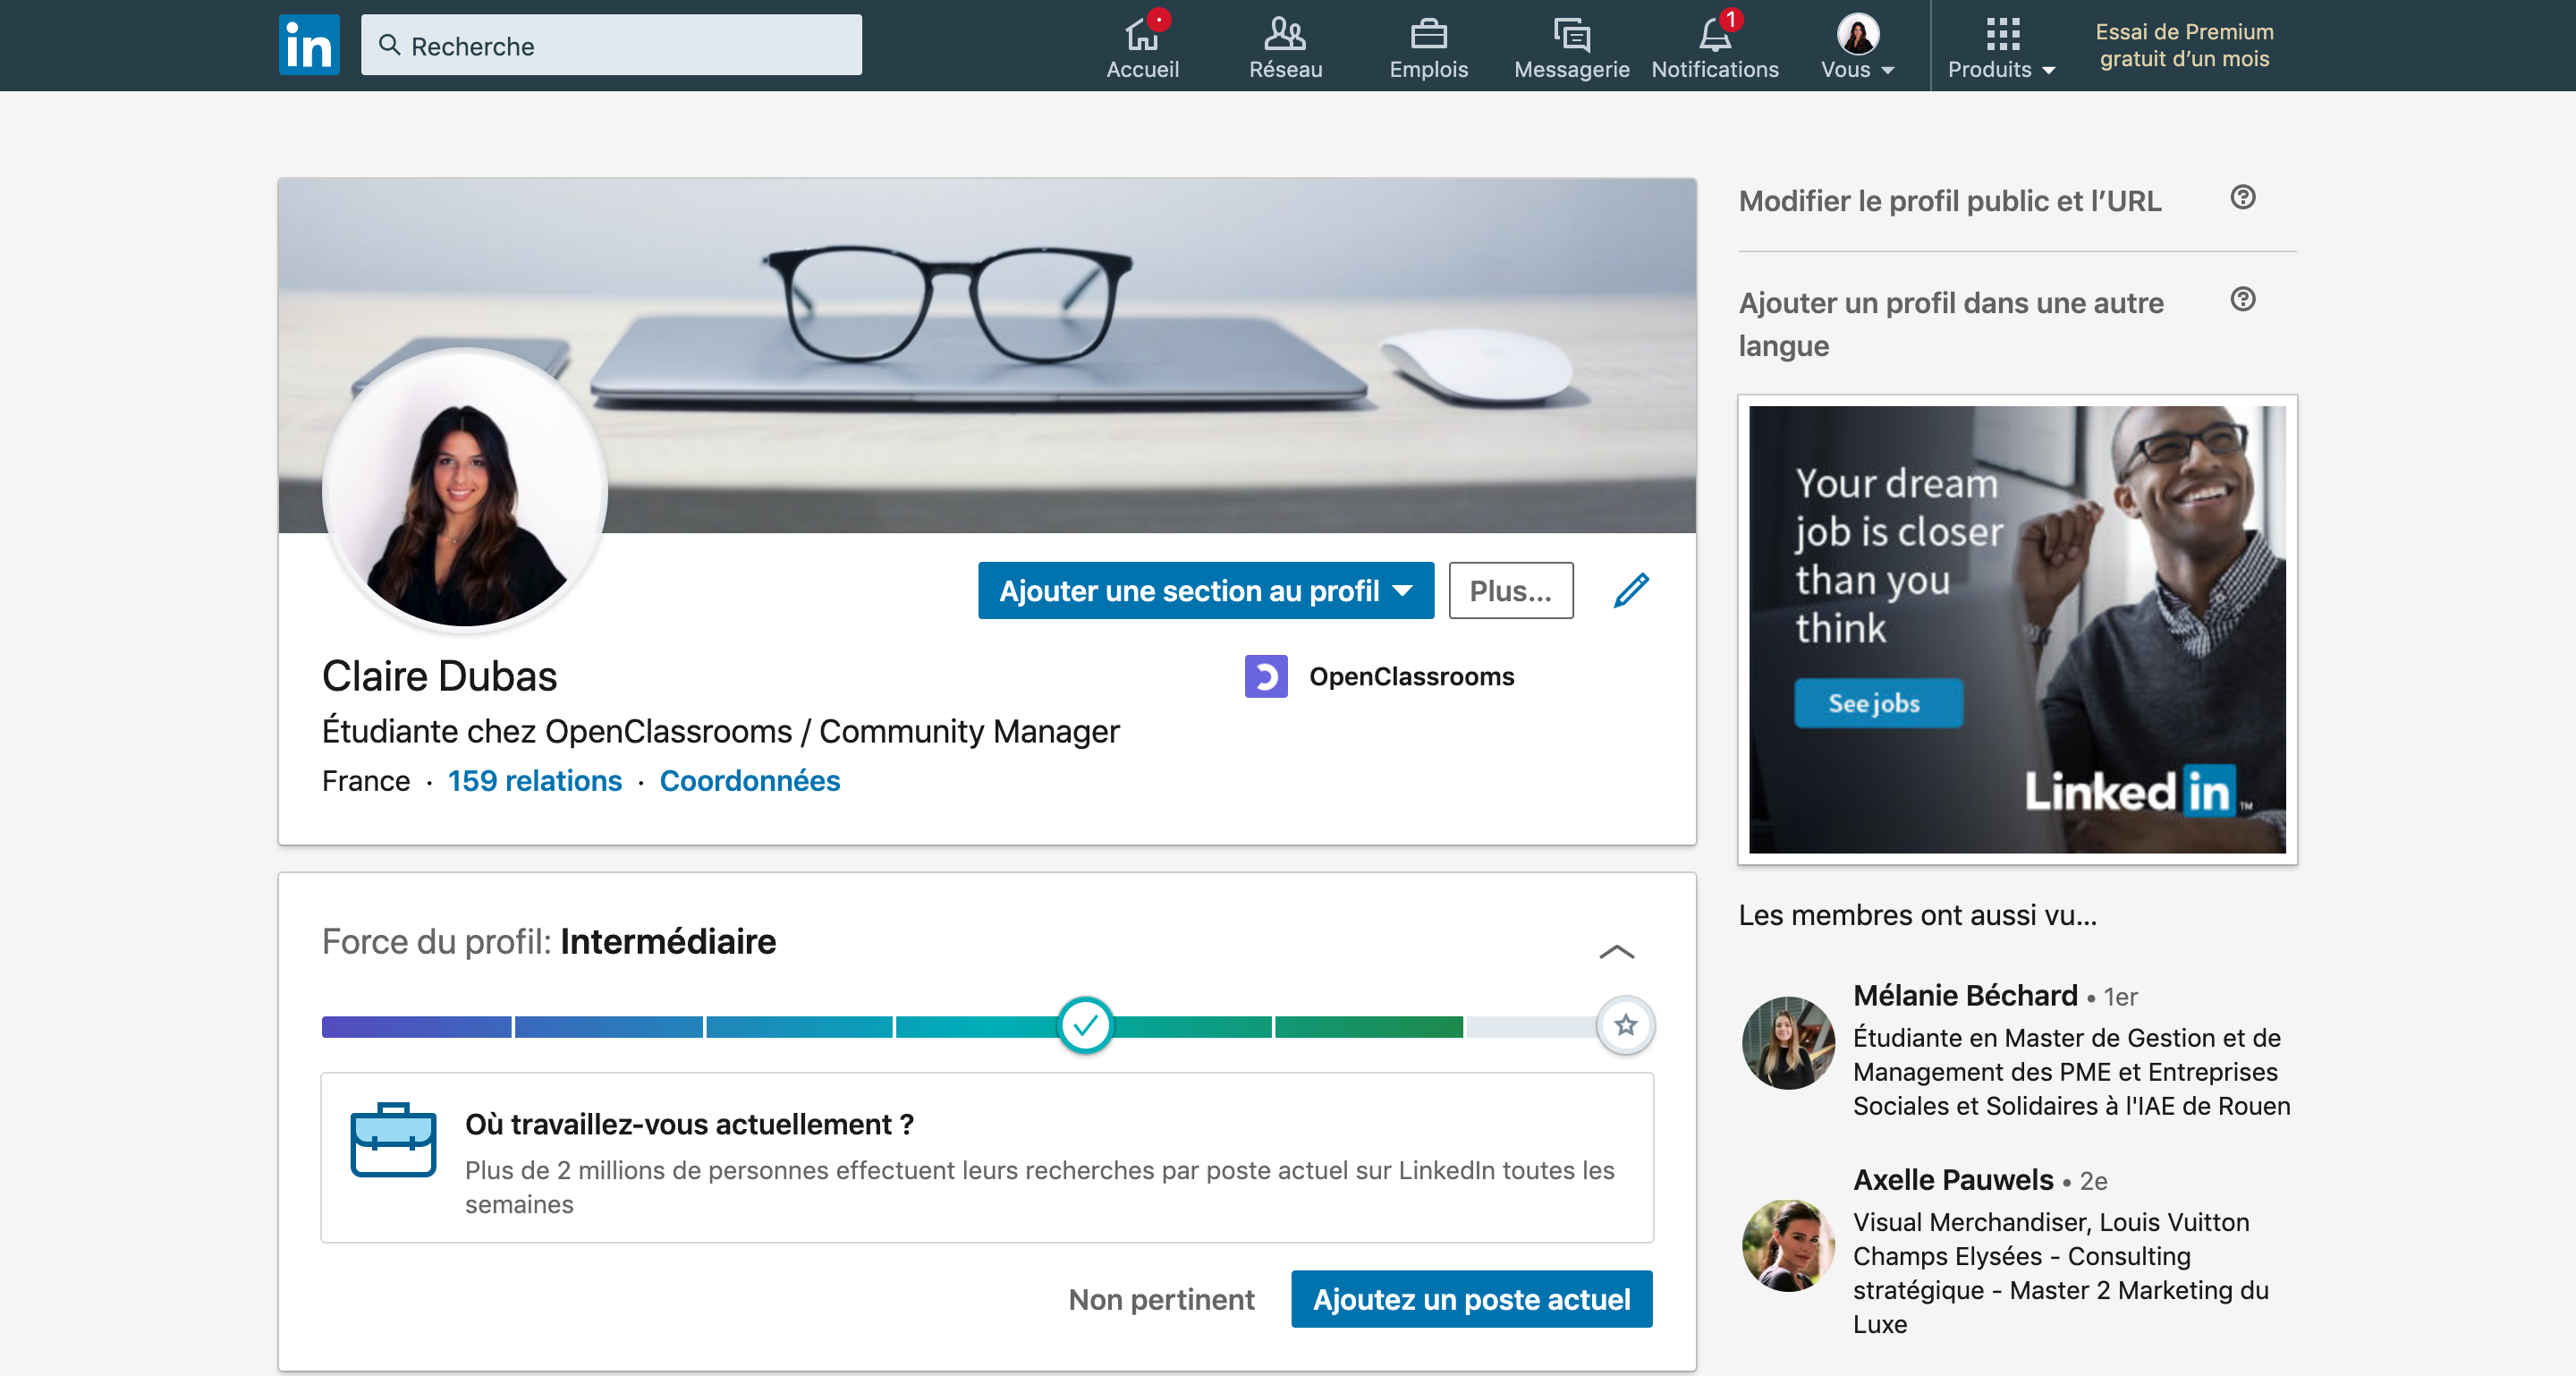 in
Recherche
Accueil
Réseau
Emplois
Messagerie
1
Notifications
Vous
Produits
Essai de Premium
gratuit d’un mois
Claire Dubas
Étudiante chez OpenClassrooms / Community Manager
France · 159 relations · Coordonnées
Ajouter une section au profil
Plus...
OpenClassrooms
Force du profil: Intermédiaire
Où travaillez-vous actuellement ?
Plus de 2 millions de personnes effectuent leurs recherches par poste actuel sur LinkedIn toutes les
semaines
Non pertinent
Ajoutez un poste actuel
Modifier le profil public et l’URL
?
Ajouter un profil dans une autre
langue
?
Your dream
job is closer
than you
think
See jobs
Linked in ™
Les membres ont aussi vu...
Mélanie Béchard • 1er
Étudiante en Master de Gestion et de
Management des PME et Entreprises
Sociales et Solidaires à l'IAE de Rouen
Axelle Pauwels • 2e
Visual Merchandiser, Louis Vuitton
Champs Elysées - Consulting
stratégique - Master 2 Marketing du
Luxe